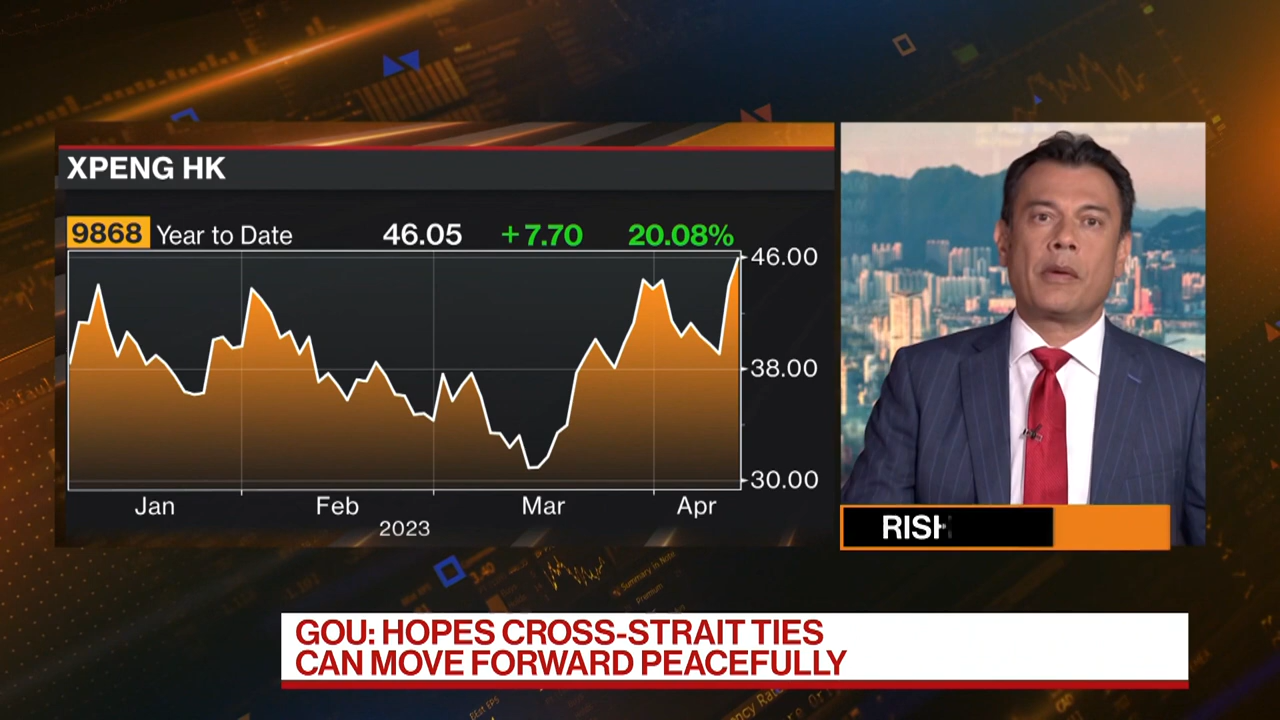 XPENG HK
9868 Year to Date 46.05 +7.70 20.08%
46.00
38.00
30.00
Jan Feb Mar Apr
2023
GOU: HOPES CROSS-STRAIT TIES
CAN MOVE FORWARD PEACEFULLY